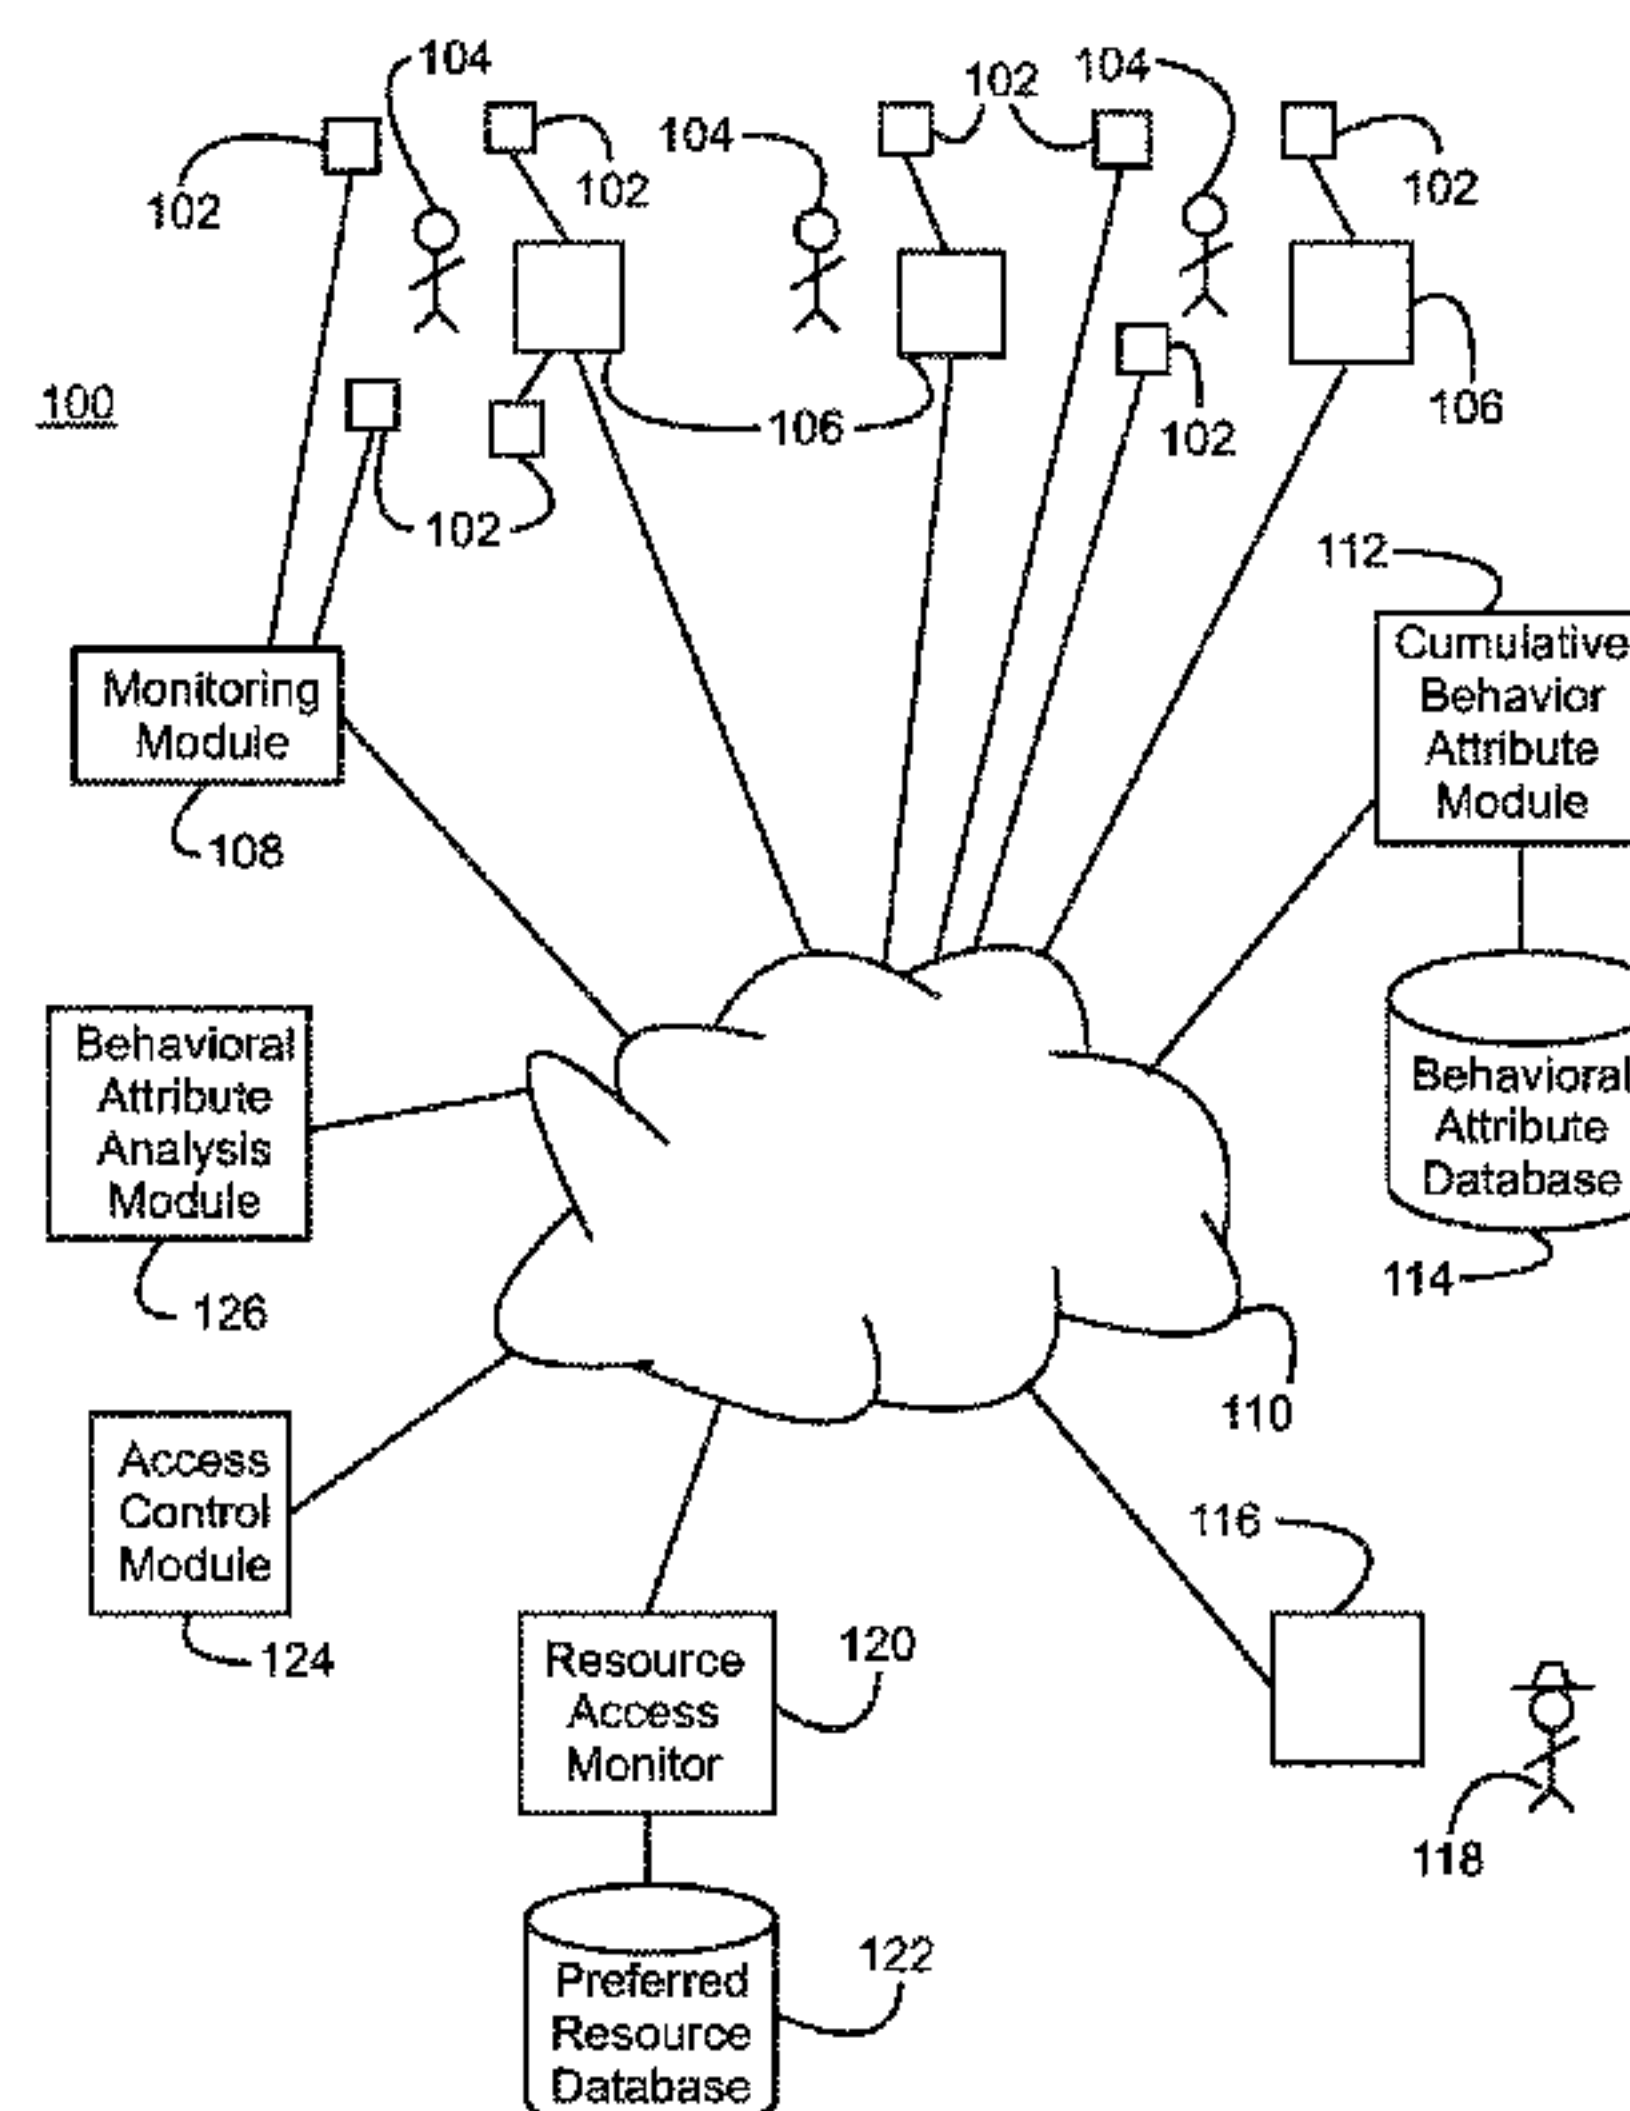 104
102
104
102
102
104
102
102
100
106
106
102
102
112
Cumulative
Behavior
Attribute
Module
Monitoring
Module
108
Behavioral
Attribute
Analysis
Module
126
Behavioral
Attribute
Database
114
110
Access
Control
Module
124
116
Resource
Access
Monitor
120
118
Preferred
Resource
Database
122